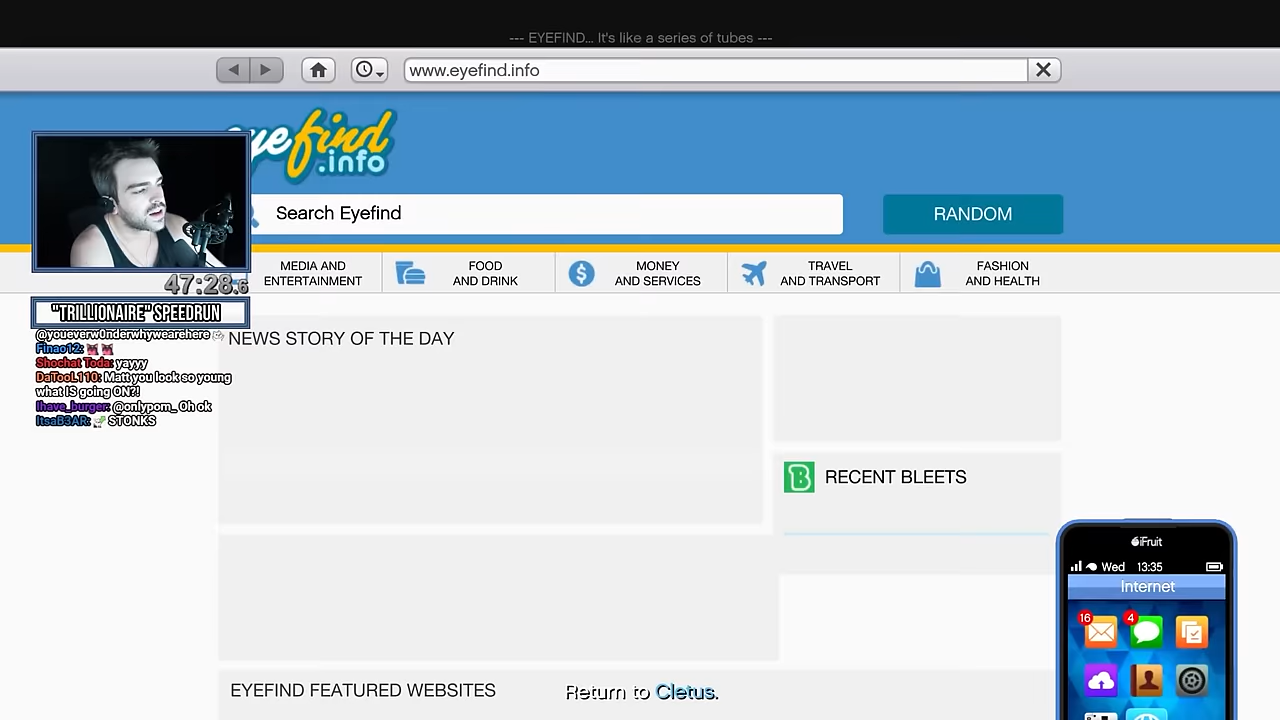 --- EYEFIND... It's like a series of tubes ---
www.eyefind.info
eyefind
.info
Search Eyefind
RANDOM
MEDIA AND
ENTERTAINMENT
FOOD
AND DRINK
MONEY
AND SERVICES
TRAVEL
AND TRANSPORT
FASHION
AND HEALTH
47:28.6
"TRILLIONAIRE" SPEEDRUN
@youeverw0nderwhywearehere
Finao12:
Shochat Toda: yayyy
DaTooL110: Matt you look so young
what IS going ON?!
Ihave_burger: @onlypom_ Oh ok
ItsaB3AR: STONKS
NEWS STORY OF THE DAY
B RECENT BLEETS
iFruit
Wed 13:35
Internet
16 4
EYEFIND FEATURED WEBSITES
Return to Cletus.